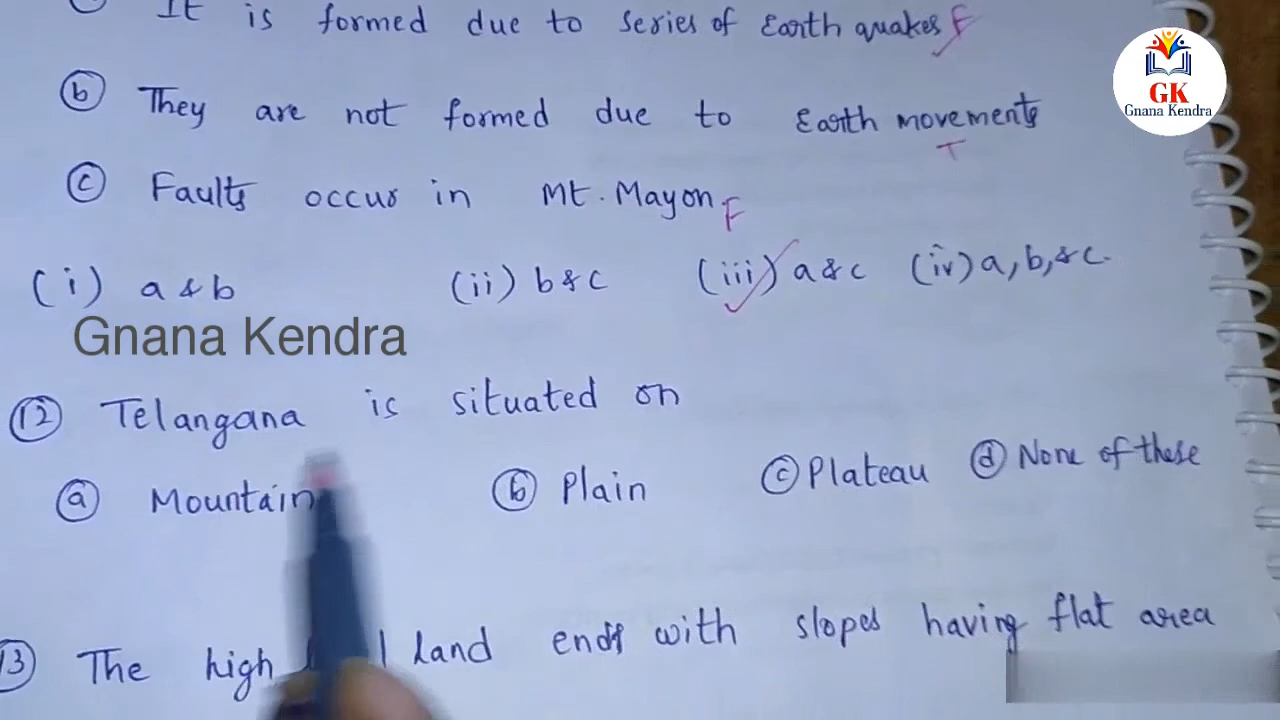 It is formed due to series of Earth quakes F
ⓑ They are not formed due to Earth movements
T
ⓒ Faults occur in Mt. Mayon F
(i) a & b (ii) b & c (iii) a & c (iv) a, b, & c.
Gnana Kendra
⑫ Telangana is situated on
ⓐ Mountain ⓑ Plain ⓒ Plateau ⓓ None of these
⑬ The high land ends with slopes having flat area
GK
Gnana Kendra